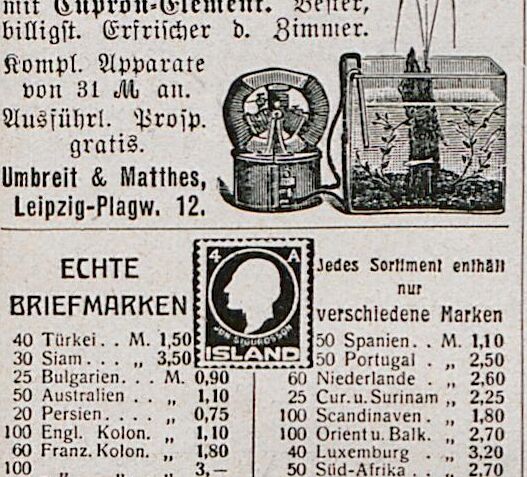 mit Cupron-Element. Bester,
billigst. Erfrischer d. Zimmer.
Kompl. Apparate
von 31 M an.
Ausführl. Prosp.
gratis.
Umbreit & Matthes,
Leipzig-Plagw. 12.
ECHTE
BRIEFMARKEN
4 A
JON SIGURDSSON
ISLAND
Jedes Sortiment enthält
nur
verschiedene Marken
40 Türkei . . M. 1,50
30 Siam . . . „ 3,50
25 Bulgarien . . . M. 0,90
50 Australien . . „ 1,10
20 Persien . . . . „ 0,75
100 Engl. Kolon. „ 1,10
60 Franz. Kolon. „ 1,80
100 „ „ „ 3,—
50 Spanien . . M. 1,10
50 Portugal . „ 2,50
60 Niederlande . „ 2,60
25 Cur. u. Surinam „ 2,25
100 Scandinaven . „ 1,80
100 Orient u. Balk. „ 2,70
40 Luxemburg . „ 3,20
50 Süd-Afrika . . „ 2,70